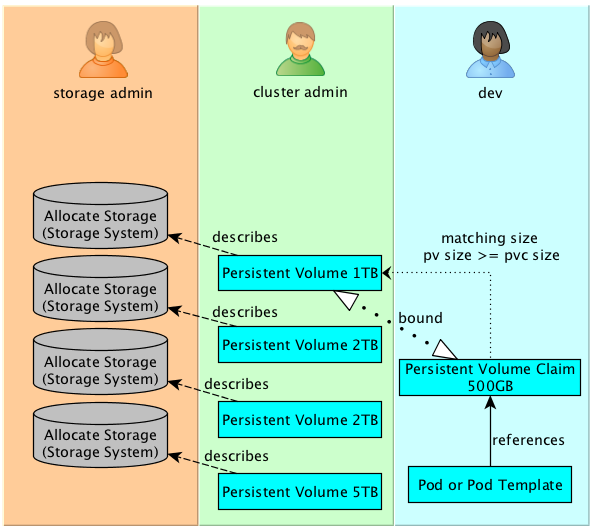 storage admin
cluster admin
dev
Allocate Storage
(Storage System)
describes
Persistent Volume 1TB
matching size
pv size >= pvc size
Allocate Storage
(Storage System)
describes
Persistent Volume 2TB
bound
Allocate Storage
(Storage System)
describes
Persistent Volume 2TB
Persistent Volume Claim
500GB
Allocate Storage
(Storage System)
describes
Persistent Volume 5TB
references
Pod or Pod Template